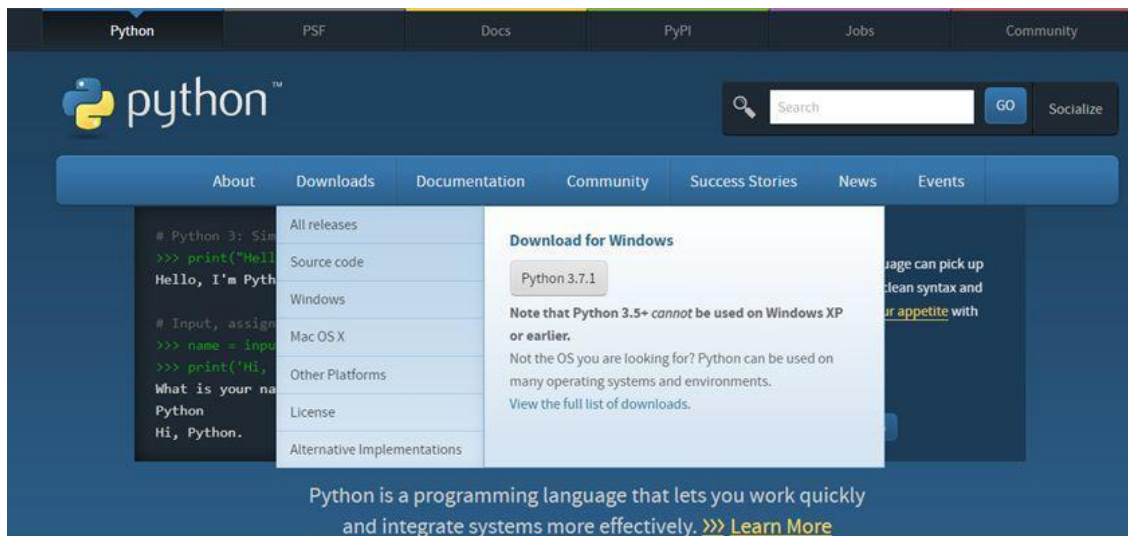 Python PSF Docs PyPI Jobs Community
python™
Search GO Socialize
About Downloads Documentation Community Success Stories News Events
# Python 3: Sim
>>> print("Hell
Hello, I'm Pyth
# Input, assign
>>> name = inpu
>>> print('Hi,
What is your na
Python
Hi, Python.
All releases
Source code
Windows
Mac OS X
Other Platforms
License
Alternative Implementations
Download for Windows
Python 3.7.1
Note that Python 3.5+ cannot be used on Windows XP
or earlier.
Not the OS you are looking for? Python can be used on
many operating systems and environments.
View the full list of downloads.
uage can pick up
clean syntax and
ur appetite with
Python is a programming language that lets you work quickly
and integrate systems more effectively. >>> Learn More